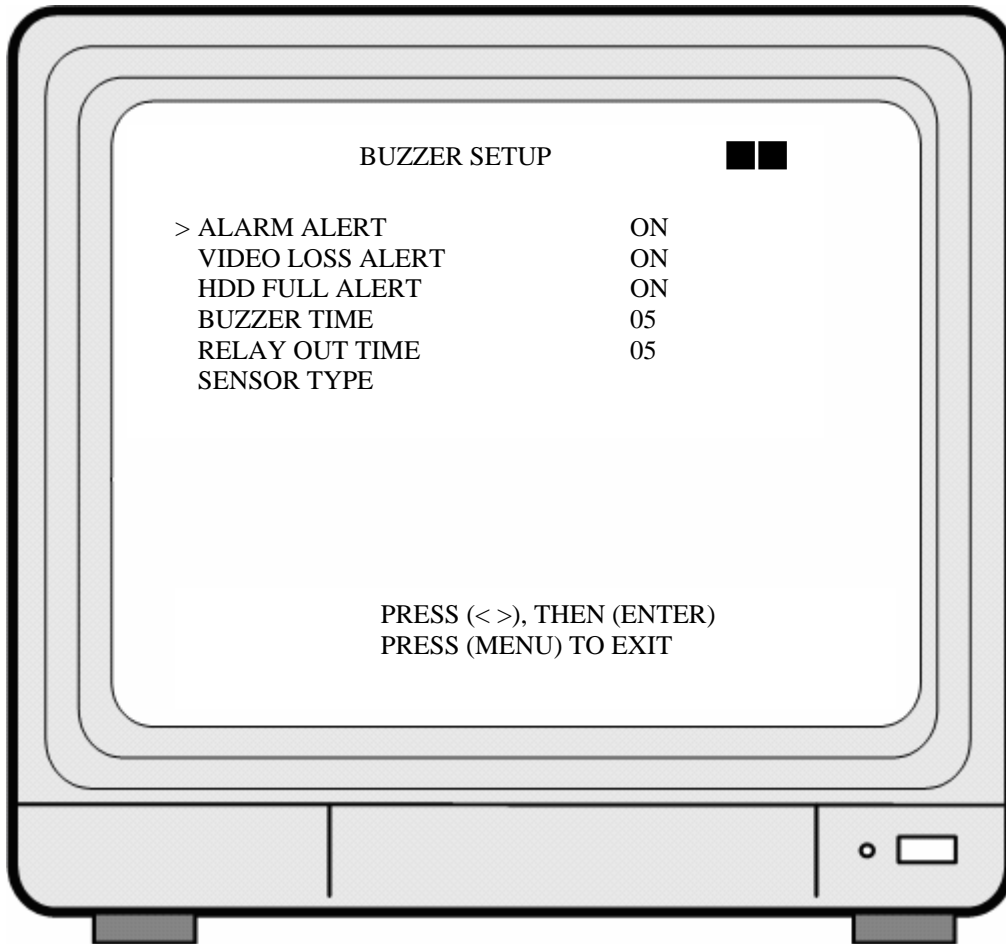 BUZZER SETUP
> ALARM ALERT ON
VIDEO LOSS ALERT ON
HDD FULL ALERT ON
BUZZER TIME 05
RELAY OUT TIME 05
SENSOR TYPE
PRESS (< >), THEN (ENTER)
PRESS (MENU) TO EXIT